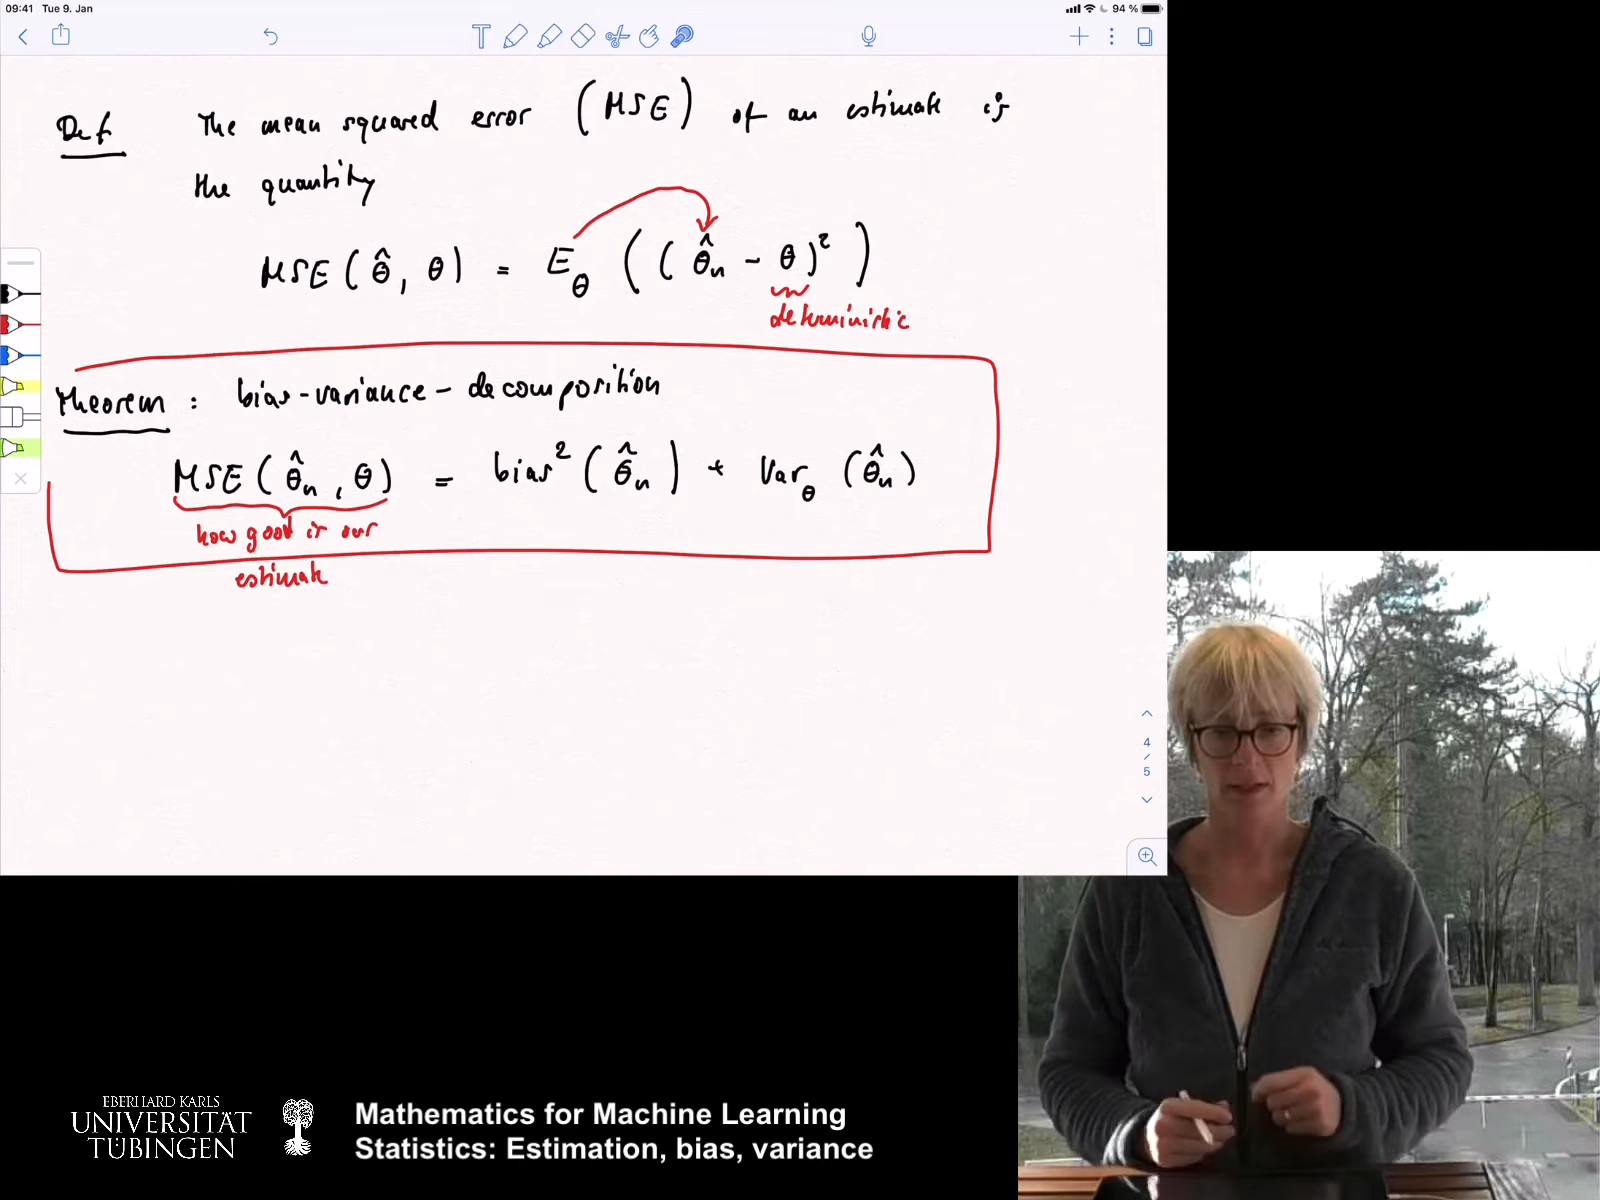 09:41 Tue 9. Jan
94 %
Def The mean squared error (MSE) of an estimate is
the quantity
MSE(θ̂, θ) = E_θ ((θ̂_n - θ)²)
deterministic
Theorem: bias-variance-decomposition
MSE(θ̂_n, θ) = bias²(θ̂_n) + Var_θ(θ̂_n)
how good is our
estimate
4
/
5
EBERHARD KARLS
UNIVERSITÄT
TÜBINGEN
Mathematics for Machine Learning
Statistics: Estimation, bias, variance